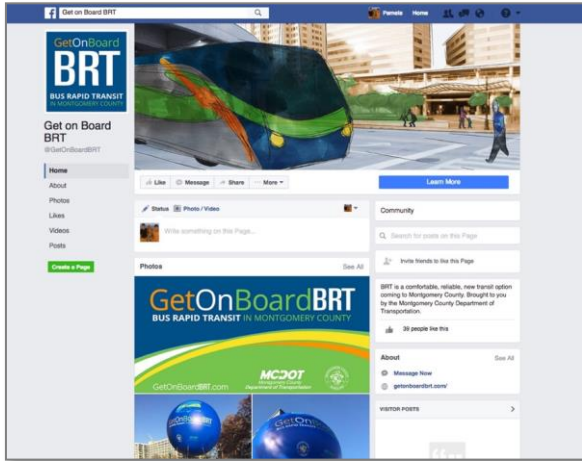 Get on Board BRT
Pamela Home
GetOnBoard
BRT
BUS RAPID TRANSIT
IN MONTGOMERY COUNTY
Get on Board
BRT
@GetOnBoardBRT
Home
About
Photos
Likes
Videos
Posts
Create a Page
Like Message Share More
Learn More
Status Photo / Video
Write something on this Page...
Photos See All
GetOnBoardBRT
BUS RAPID TRANSIT IN MONTGOMERY COUNTY
GetOnBoardBRT.com
MCDOT
Montgomery County
Department of Transportation
GetOnBoardBRT
Community
Search for posts on this Page
Invite friends to like this Page
BRT is a comfortable, reliable, new transit option
coming to Montgomery County. Brought to you
by the Montgomery County Department of
Transportation.
39 people like this
About See All
Message Now
getonboardbrt.com/
VISITOR POSTS